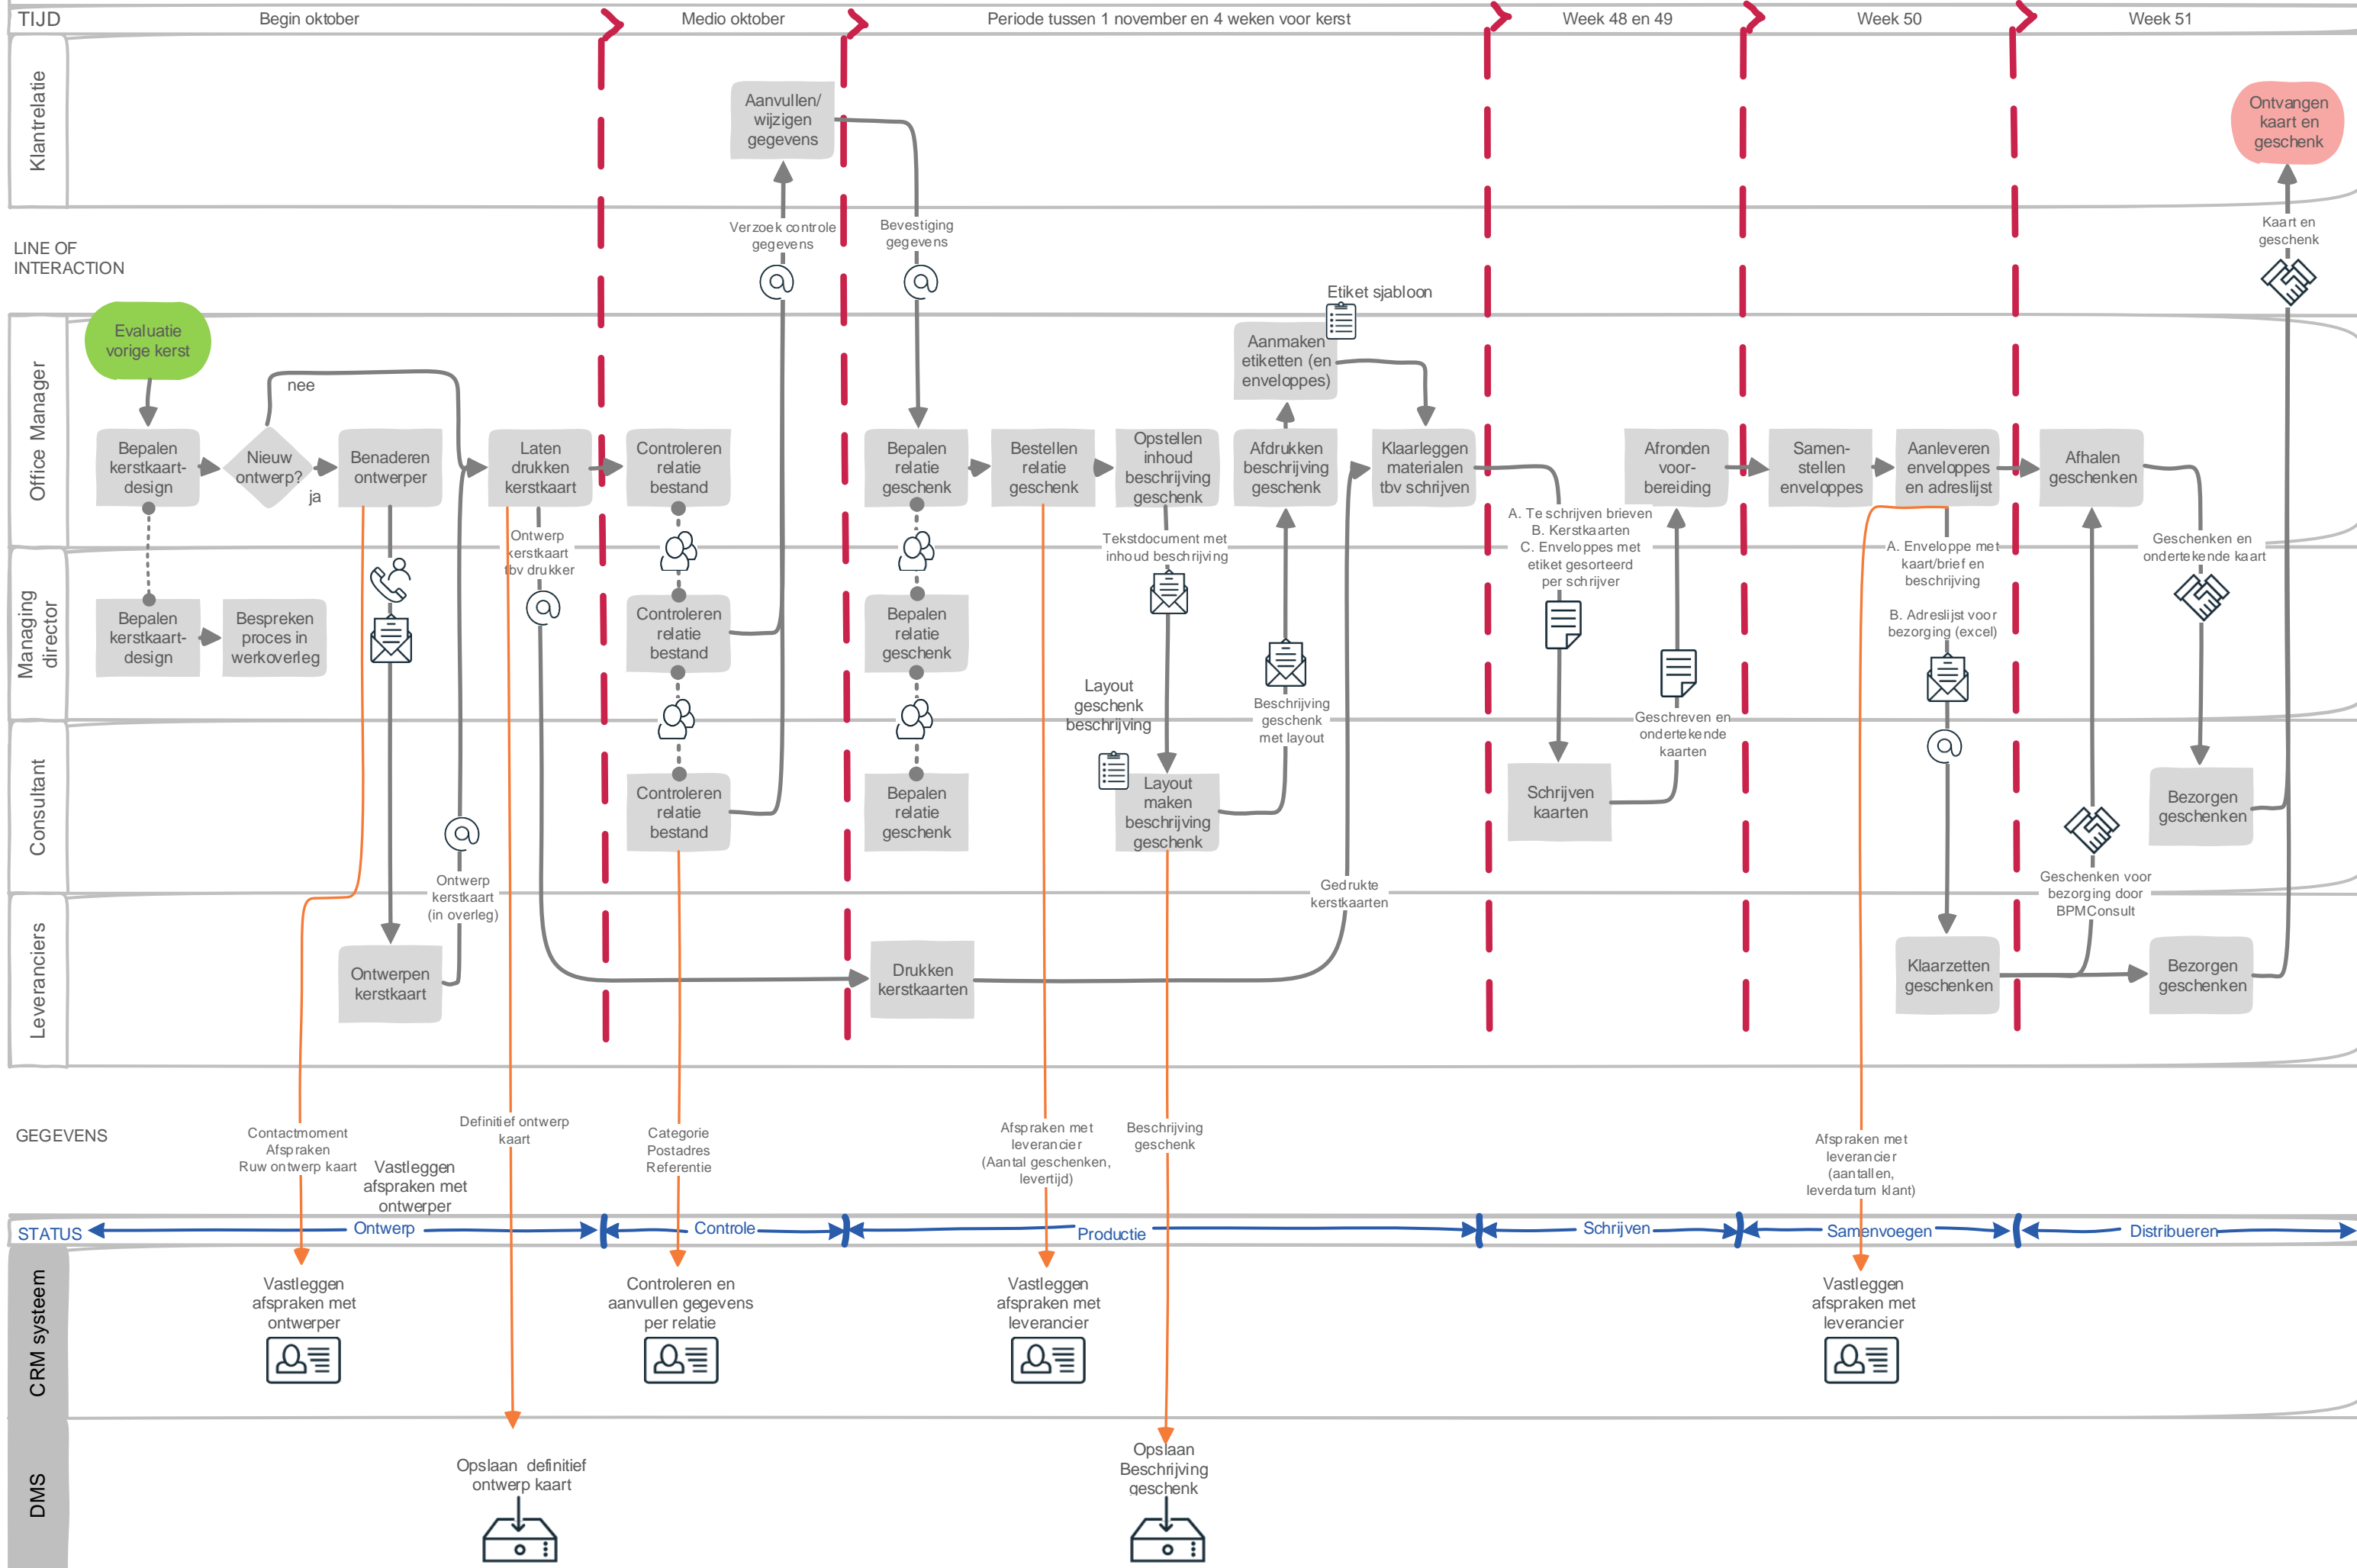 TIJD
Begin oktober
Medio oktober
Periode tussen 1 november en 4 weken voor kerst
Week 48 en 49
Week 50
Week 51
Klantrelatie
Aanvullen/
wijzigen
gegevens
Ontvangen
kaart en
geschenk
LINE OF
INTERACTION
Verzoek controle
gegevens
Bevestiging
gegevens
Kaart en
geschenk
Etiket sjabloon
Office Manager
Evaluatie
vorige kerst
nee
Bepalen
kerstkaart-
design
Nieuw
ontwerp?
ja
Benaderen
ontwerper
Laten
drukken
kerstkaart
Controleren
relatie
bestand
Bepalen
relatie
geschenk
Bestellen
relatie
geschenk
Opstellen
inhoud
beschrijving
geschenk
Aanmaken
etiketten (en
enveloppes)
Afdrukken
beschrijving
geschenk
Klaarleggen
materialen
tbv schrijven
Afronden
voor-
bereiding
Samen-
stellen
enveloppes
Aanleveren
enveloppes
en adreslijst
Afhalen
geschenken
Ontwerp
kerstkaart
tbv drukker
Tekstdocument met
inhoud beschrijving
A. Te schrijven brieven
B. Kerstkaarten
C. Enveloppes met
etiket gesorteerd
per schrijver
A. Enveloppe met
kaart/brief en
beschrijving
B. Adreslijst voor
bezorging (excel)
Geschenken en
ondertekende kaart
Managing
director
Bepalen
kerstkaart-
design
Bespreken
proces in
werkoverleg
Controleren
relatie
bestand
Bepalen
relatie
geschenk
Layout
geschenk
beschrijving
Beschrijving
geschenk
met layout
Geschreven en
ondertekende
kaarten
Consultant
Controleren
relatie
bestand
Bepalen
relatie
geschenk
Layout
maken
beschrijving
geschenk
Schrijven
kaarten
Bezorgen
geschenken
Ontwerp
kerstkaart
(in overleg)
Gedrukte
kerstkaarten
Geschenken voor
bezorging door
BPMConsult
Leveranciers
Ontwerpen
kerstkaart
Drukken
kerstkaarten
Klaarzetten
geschenken
Bezorgen
geschenken
GEGEVENS
Contactmoment
Afspraken
Ruw ontwerp kaart
Vastleggen
afspraken met
ontwerper
Definitief ontwerp
kaart
Categorie
Postadres
Referentie
Afspraken met
leverancier
(Aantal geschenken,
levertijd)
Beschrijving
geschenk
Afspraken met
leverancier
(aantallen,
leverdatum klant)
STATUS
Ontwerp
Controle
Productie
Schrijven
Samenvoegen
Distribueren
CRM systeem
Vastleggen
afspraken met
ontwerper
Controleren en
aanvullen gegevens
per relatie
Vastleggen
afspraken met
leverancier
Vastleggen
afspraken met
leverancier
DMS
Opslaan definitief
ontwerp kaart
Opslaan
Beschrijving
geschenk